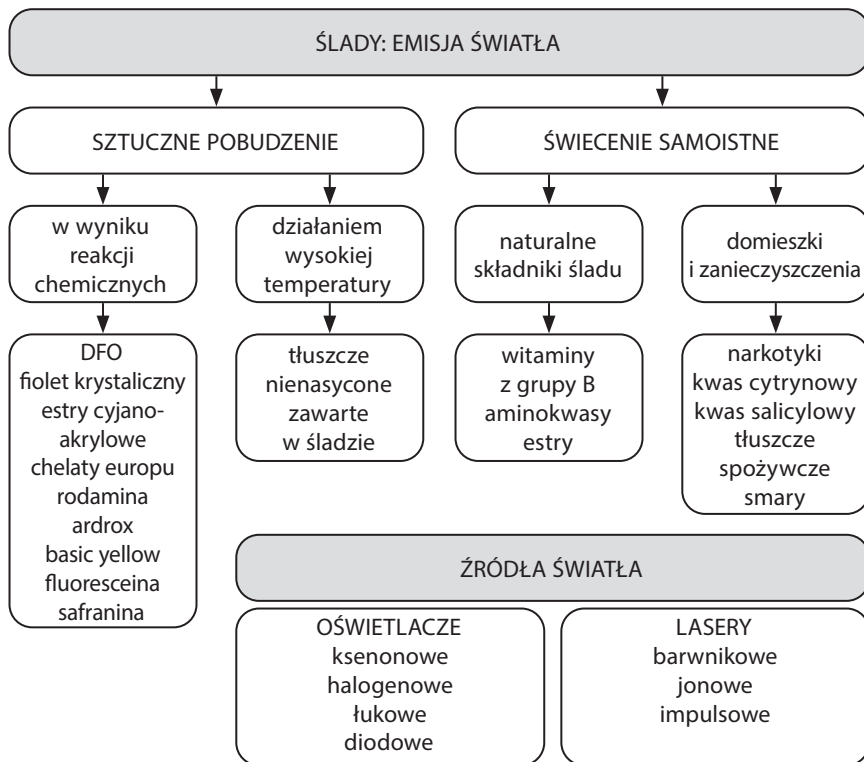 ŚLADY: EMISJA ŚWIATŁA
SZTUCZNE POBUDZENIE
ŚWIECENIE SAMOISTNE
w wyniku
reakcji
chemicznych
działaniem
wysokiej
temperatury
naturalne
składniki śladu
domieszki
i zanieczyszczenia
DFO
fiolet krystaliczny
estry cyjano-
akrylowe
chelaty europu
rodamina
ardrox
basic yellow
fluoresceina
safranina
tłuszcze
nienasycone
zawarte
w śladzie
witaminy
z grupy B
aminokwasy
estry
narkotyki
kwas cytrynowy
kwas salicylowy
tłuszcze
spożywcze
smary
ŹRÓDŁA ŚWIATŁA
OŚWIETLACZE
ksenonowe
halogenowe
łukowe
diodowe
LASERY
barwnikowe
jonowe
impulsowe